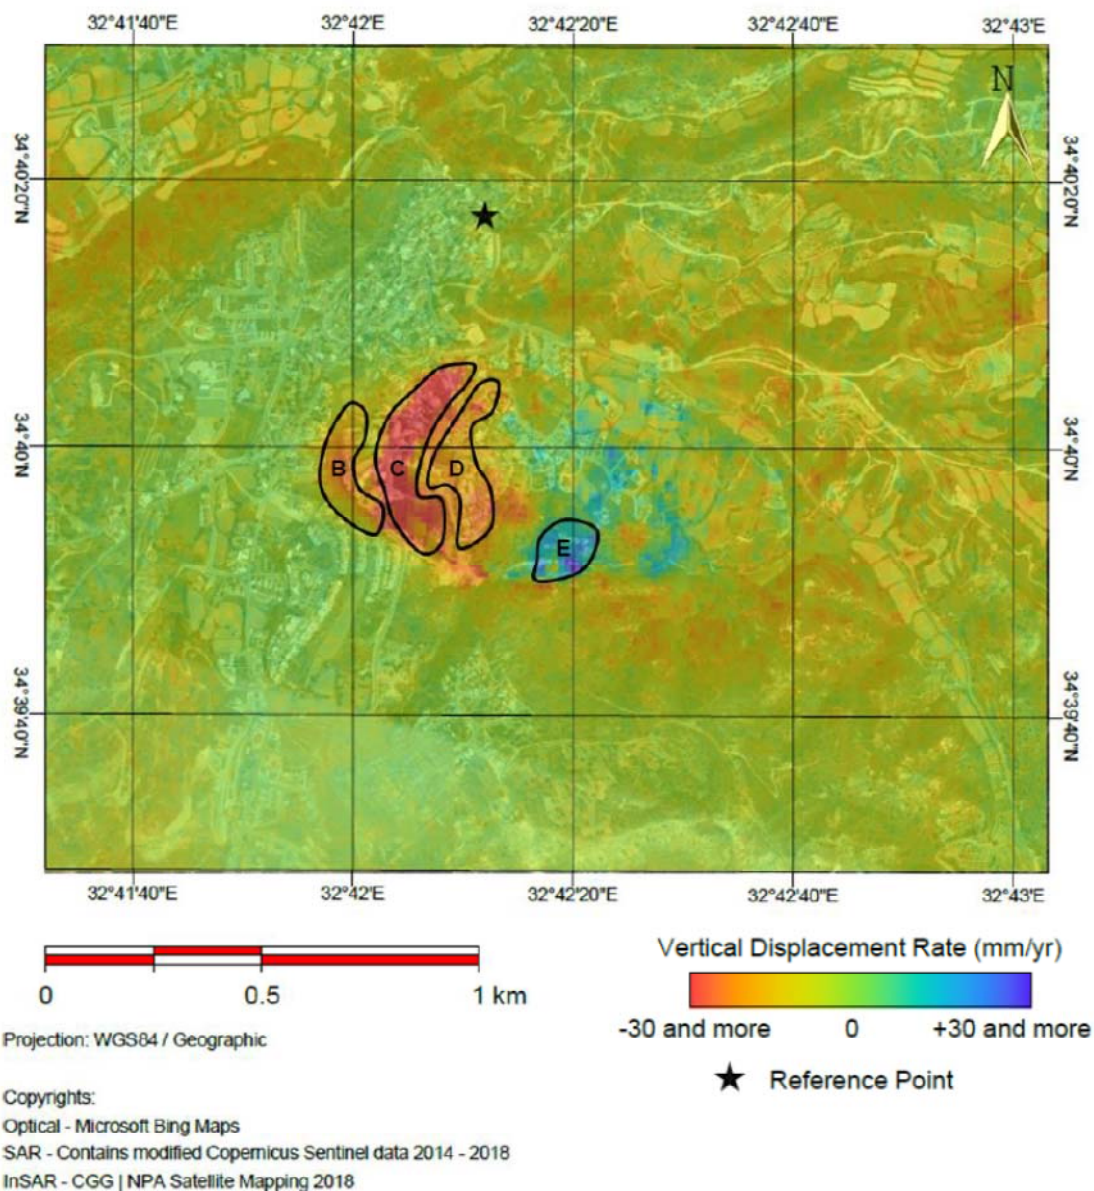 32°41'40"E 32°42'E 32°42'20"E 32°42'40"E 32°43'E
N
34°40'20"N 34°40'20"N
34°40'N 34°40'N
B C D
E
34°39'40"N 34°39'40"N
32°41'40"E 32°42'E 32°42'20"E 32°42'40"E 32°43'E
Vertical Displacement Rate (mm/yr)
0 0.5 1 km
-30 and more 0 +30 and more
Projection: WGS84 / Geographic
Reference Point
Copyrights:
Optical - Microsoft Bing Maps
SAR - Contains modified Copernicus Sentinel data 2014 - 2018
InSAR - CGG | NPA Satellite Mapping 2018